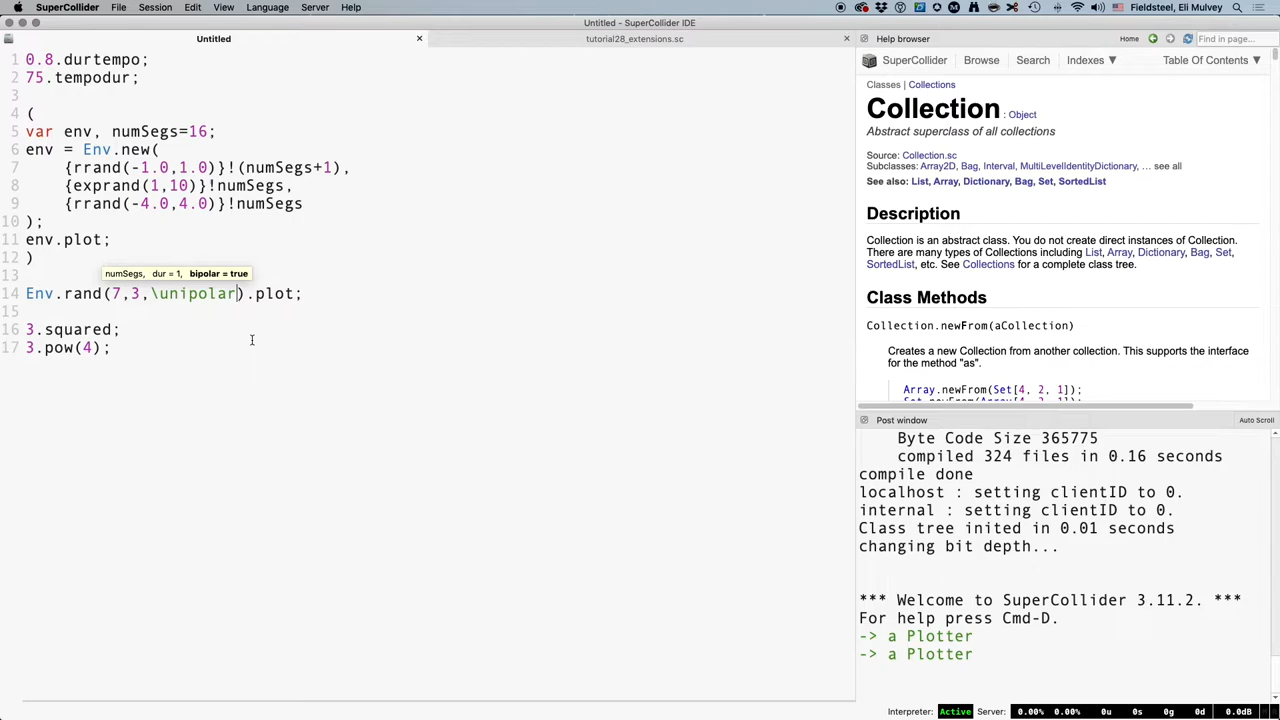 SuperCollider File Session Edit View Language Server Help Fieldsteel, Eli Mulvey
Untitled - SuperCollider IDE
Untitled
tutorial28_extensions.sc
1 0.8.durtempo;
2 75.tempodur;
3
4 (
5 var env, numSegs=16;
6 env = Env.new(
7 {rrand(-1.0,1.0)}!(numSegs+1),
8 {exprand(1,10)}!numSegs,
9 {rrand(-4.0,4.0)}!numSegs
10 );
11 env.plot;
12 )
13
numSegs, dur = 1, bipolar = true
14 Env.rand(7,3,\unipolar).plot;
15
16 3.squared;
17 3.pow(4);
Help browser
Home
Find in page...
SuperCollider Browse Search Indexes ▼ Table Of Contents ▼
Classes | Collections
Collection : Object
Abstract superclass of all collections
Source: Collection.sc
Subclasses: Array2D, Bag, Interval, MultiLevelIdentityDictionary, ... see all
See also: List, Array, Dictionary, Bag, Set, SortedList
Description
Collection is an abstract class. You do not create direct instances of Collection.
There are many types of Collections including List, Array, Dictionary, Bag, Set,
SortedList, etc. See Collections for a complete class tree.
Class Methods
Collection.newFrom(aCollection)
Creates a new Collection from another collection. This supports the interface
for the method "as".
Array.newFrom(Set[4, 2, 1]);
Set.newFrom(Array[4, 2, 1]);
Post window
Auto Scroll
Byte Code Size 365775
compiled 324 files in 0.16 seconds
compile done
localhost : setting clientID to 0.
internal : setting clientID to 0.
Class tree inited in 0.01 seconds
changing bit depth...
*** Welcome to SuperCollider 3.11.2. ***
For help press Cmd-D.
-> a Plotter
-> a Plotter
Interpreter: Active Server: 0.00% 0.00% 0u 0s 0g 0d 0.0dB